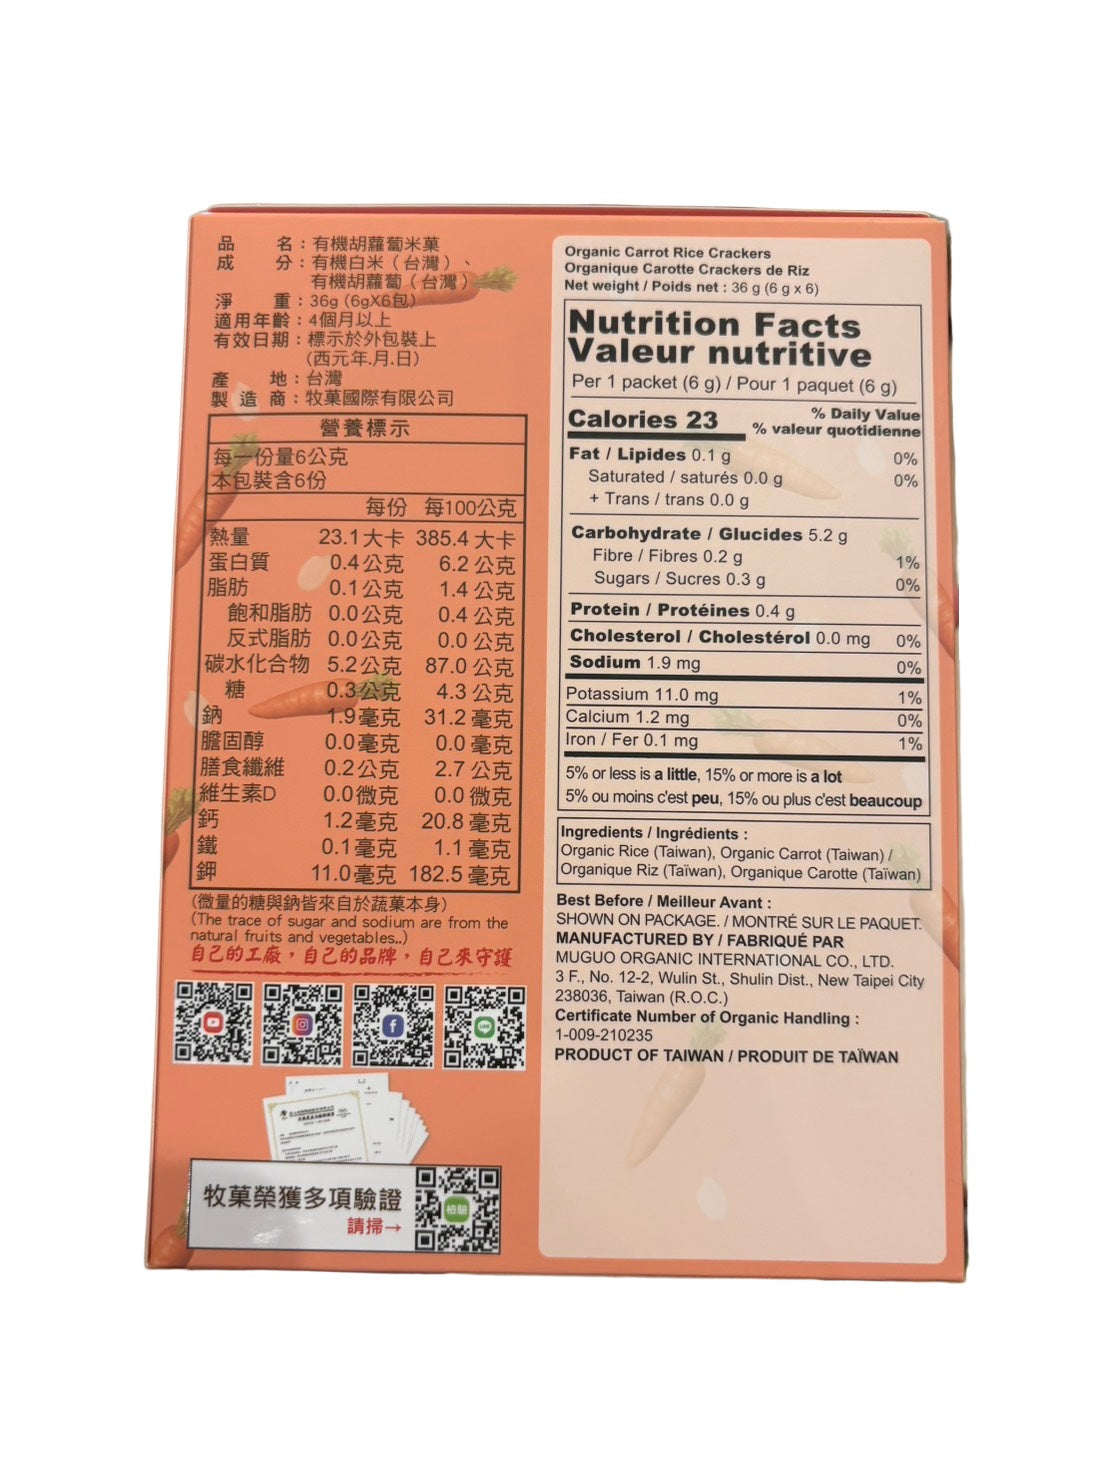 品　　名：有機胡蘿蔔米菓
成　　分：有機白米（台灣）、
有機胡蘿蔔（台灣）
淨　　重：36g (6gX6包)
適用年齡：4個月以上
有效日期：標示於外包裝上
(西元年.月.日)
產　　地：台灣
製 造 商：牧菓國際有限公司
營養標示
每一份量6公克
本包裝含6份
每份 每100公克
熱量 23.1大卡 385.4 大卡
蛋白質 0.4公克 6.2 公克
脂肪 0.1公克 1.4 公克
飽和脂肪 0.0公克 0.4 公克
反式脂肪 0.0公克 0.0 公克
碳水化合物 5.2公克 87.0 公克
糖 0.3公克 4.3 公克
鈉 1.9毫克 31.2 毫克
膽固醇 0.0毫克 0.0 毫克
膳食纖維 0.2公克 2.7 公克
維生素D 0.0微克 0.0 微克
鈣 1.2毫克 20.8 毫克
鐵 0.1毫克 1.1 毫克
鉀 11.0毫克 182.5 毫克
(微量的糖與鈉皆來自於蔬菓本身)
(The trace of sugar and sodium are from the
natural fruits and vegetables..)
自己的工廠，自己的品牌，自己來守護
LINE
牧菓榮獲多項驗證
請掃→
檢驗
Organic Carrot Rice Crackers
Organique Carotte Crackers de Riz
Net weight / Poids net : 36 g (6 g x 6)
Nutrition Facts
Valeur nutritive
Per 1 packet (6 g) / Pour 1 paquet (6 g)
Calories 23 % Daily Value
% valeur quotidienne
Fat / Lipides 0.1 g 0%
Saturated / saturés 0.0 g 0%
+ Trans / trans 0.0 g
Carbohydrate / Glucides 5.2 g
Fibre / Fibres 0.2 g 1%
Sugars / Sucres 0.3 g 0%
Protein / Protéines 0.4 g
Cholesterol / Cholestérol 0.0 mg 0%
Sodium 1.9 mg 0%
Potassium 11.0 mg 1%
Calcium 1.2 mg 0%
Iron / Fer 0.1 mg 1%
5% or less is a little, 15% or more is a lot
5% ou moins c'est peu, 15% ou plus c'est beaucoup
Ingredients / Ingrédients :
Organic Rice (Taiwan), Organic Carrot (Taiwan) /
Organique Riz (Taïwan), Organique Carotte (Taïwan)
Best Before / Meilleur Avant :
SHOWN ON PACKAGE. / MONTRÉ SUR LE PAQUET.
MANUFACTURED BY / FABRIQUÉ PAR
MUGUO ORGANIC INTERNATIONAL CO., LTD.
3 F., No. 12-2, Wulin St., Shulin Dist., New Taipei City
238036, Taiwan (R.O.C.)
Certificate Number of Organic Handling :
1-009-210235
PRODUCT OF TAIWAN / PRODUIT DE TAÏWAN